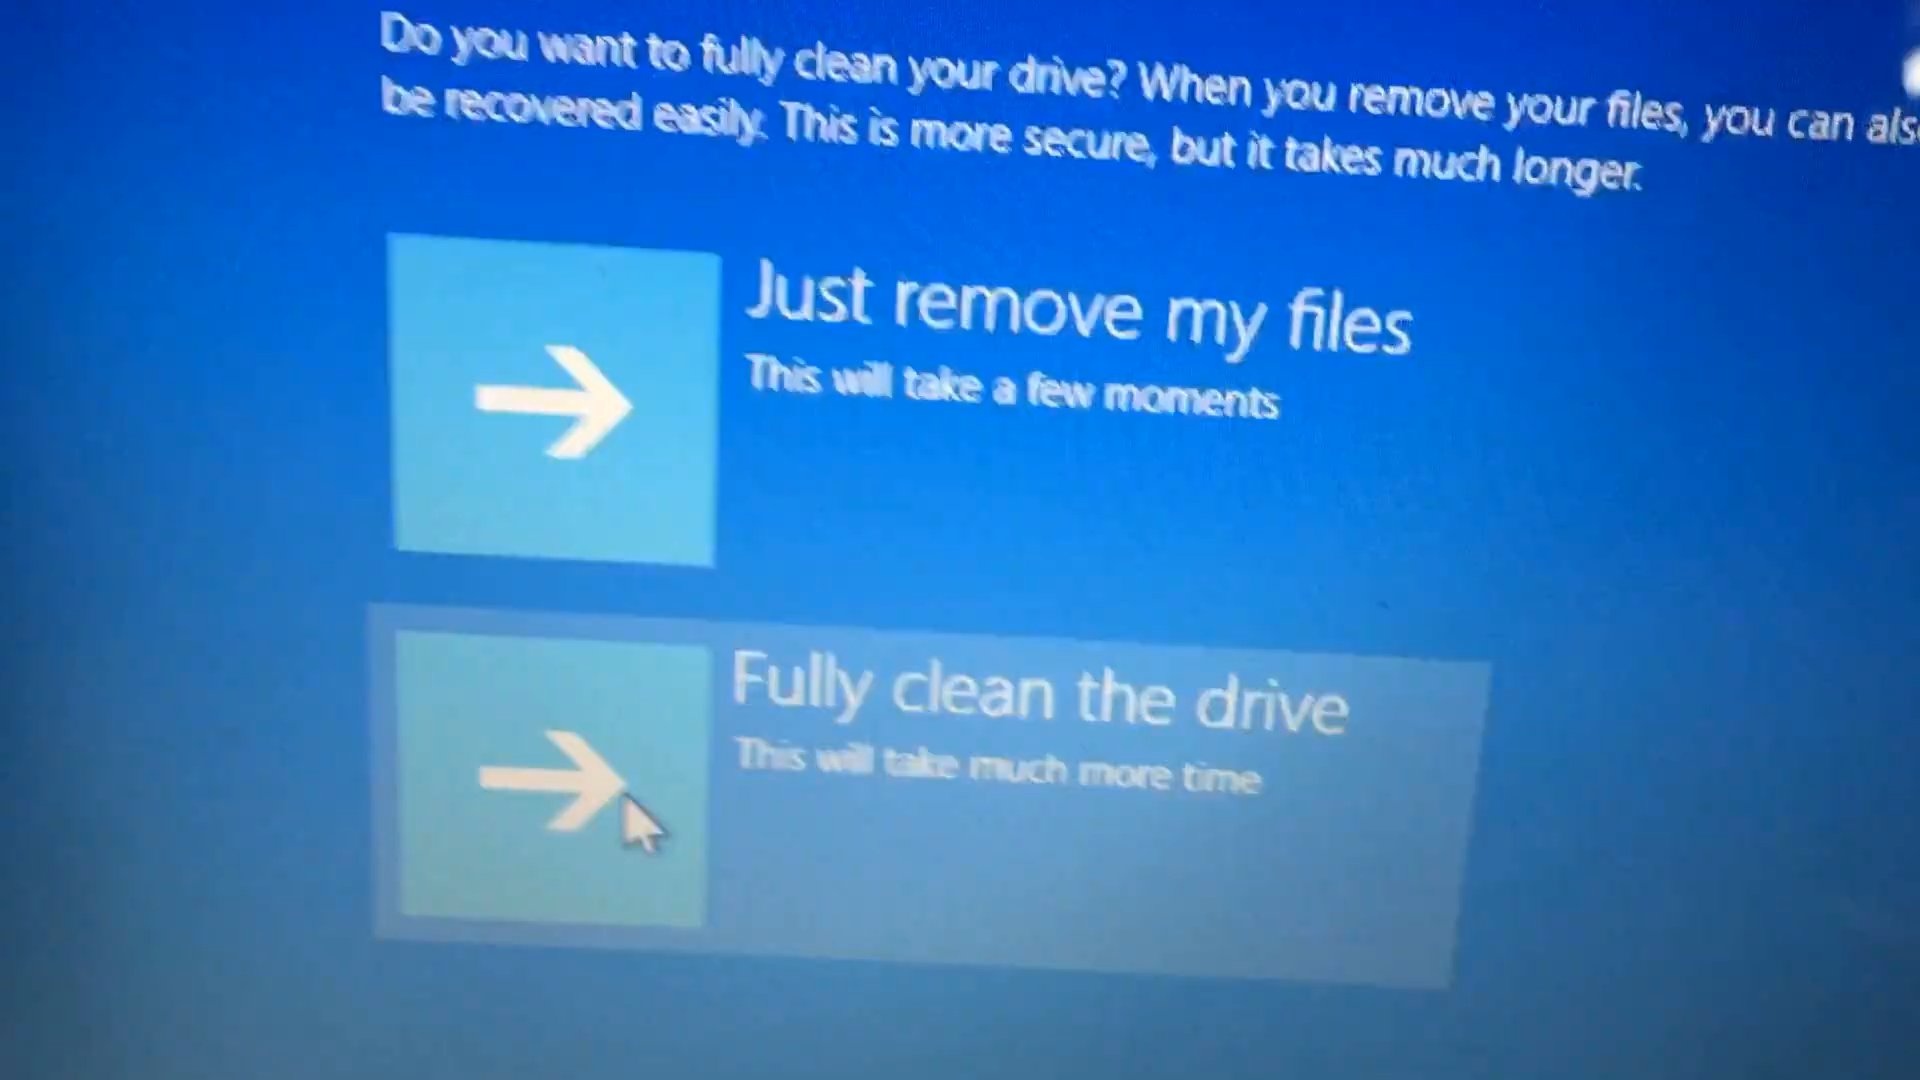 Do you want to fully clean your drive? When you remove your files, you can als
be recovered easily. This is more secure, but it takes much longer.
Just remove my files
This will take a few moments
Fully clean the drive
This will take much more time